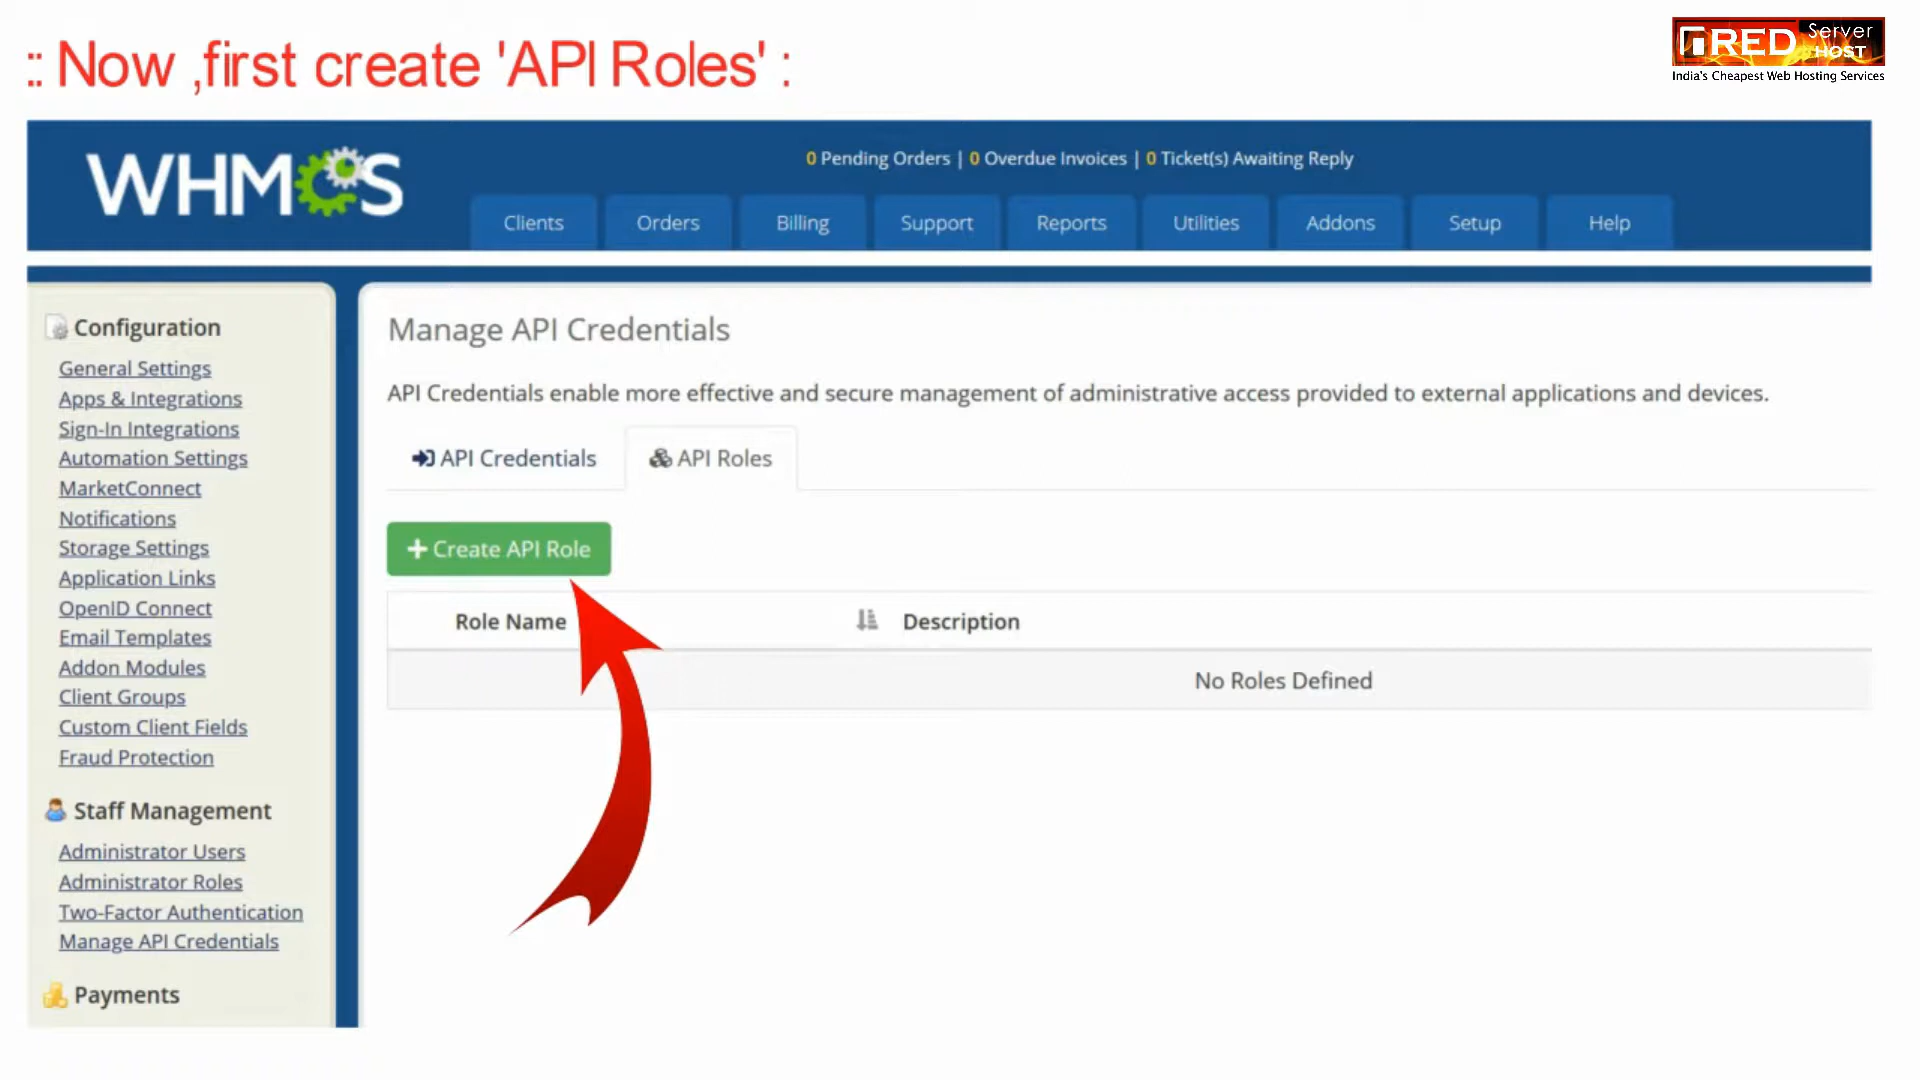 :: Now ,first create 'API Roles' :
RED Server HOST
India's Cheapest Web Hosting Services
WHMCS
0 Pending Orders | 0 Overdue Invoices | 0 Ticket(s) Awaiting Reply
Clients Orders Billing Support Reports Utilities Addons Setup Help
Configuration
General Settings
Apps & Integrations
Sign-In Integrations
Automation Settings
MarketConnect
Notifications
Storage Settings
Application Links
OpenID Connect
Email Templates
Addon Modules
Client Groups
Custom Client Fields
Fraud Protection
Staff Management
Administrator Users
Administrator Roles
Two-Factor Authentication
Manage API Credentials
Payments
Manage API Credentials
API Credentials enable more effective and secure management of administrative access provided to external applications and devices.
API Credentials API Roles
+ Create API Role
Role Name Description
No Roles Defined